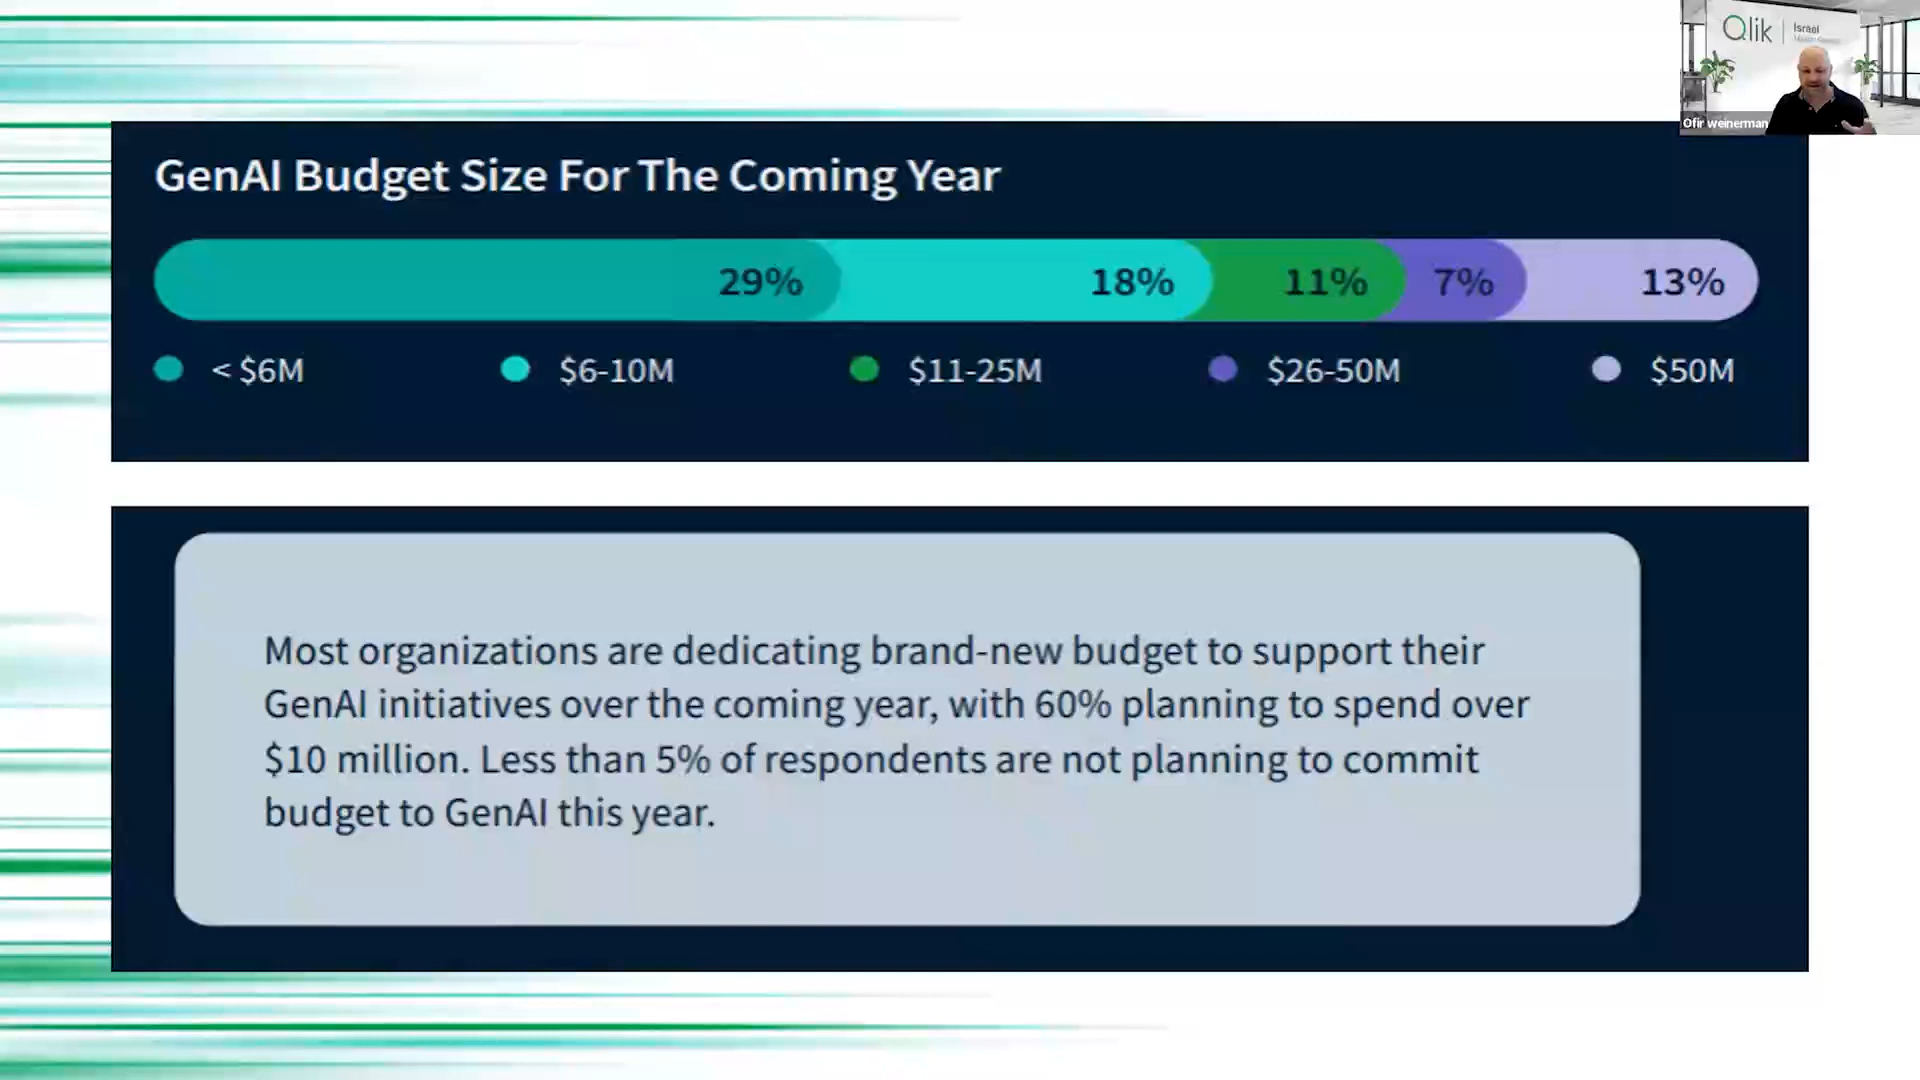 Qlik
Israel
Ofir weinerman
GenAI Budget Size For The Coming Year
29%
18%
11%
7%
13%
< $6M
$6-10M
$11-25M
$26-50M
$50M
Most organizations are dedicating brand-new budget to support their
GenAI initiatives over the coming year, with 60% planning to spend over
$10 million. Less than 5% of respondents are not planning to commit
budget to GenAI this year.